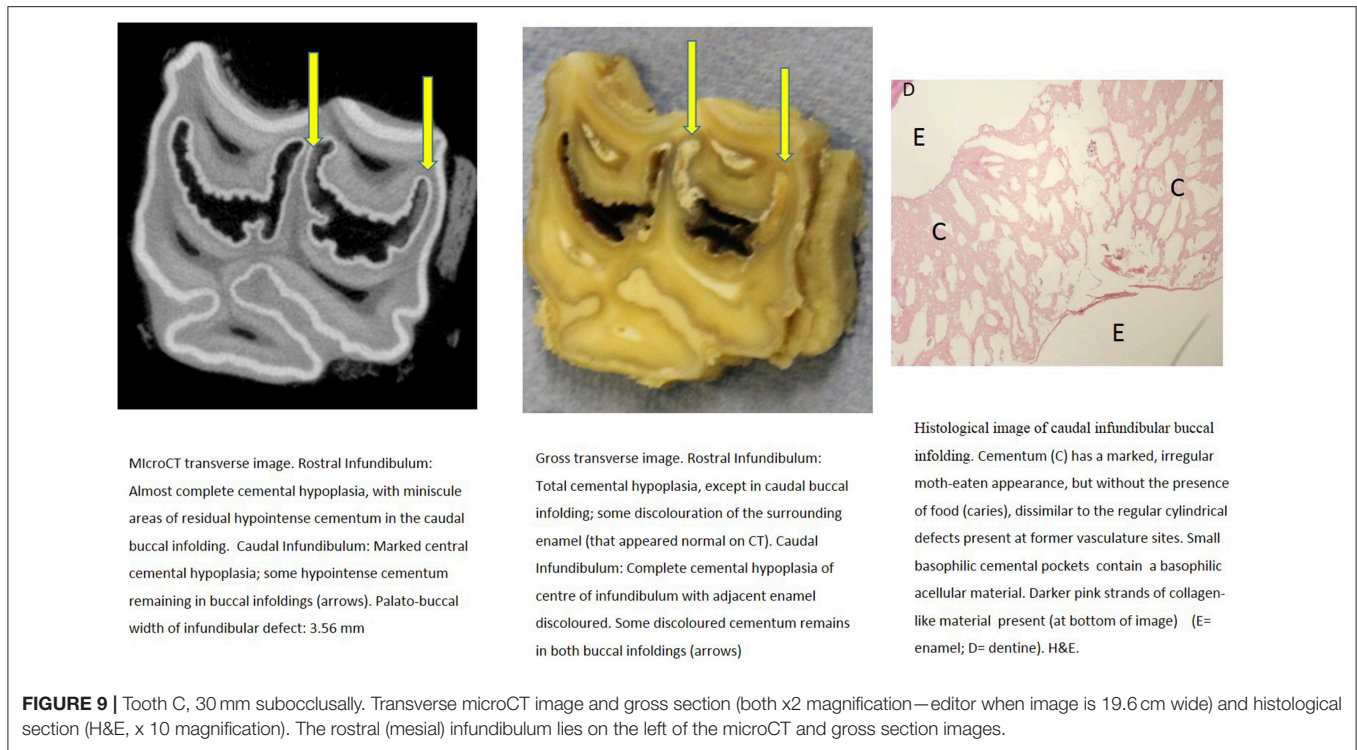 D
E
C
C
E
MIcroCT transverse image. Rostral Infundibulum:
Almost complete cemental hypoplasia, with miniscule
areas of residual hypointense cementum in the caudal
buccal infolding. Caudal Infundibulum: Marked central
cemental hypoplasia; some hypointense cementum
remaining in buccal infoldings (arrows). Palato-buccal
width of infundibular defect: 3.56 mm
Gross transverse image. Rostral Infundibulum:
Total cemental hypoplasia, except in caudal buccal
infolding; some discolouration of the surrounding
enamel (that appeared normal on CT). Caudal
Infundibulum: Complete cemental hypoplasia of
centre of infundibulum with adjacent enamel
discoloured. Some discoloured cementum remains
in both buccal infoldings (arrows)
Histological image of caudal infundibular buccal
infolding. Cementum (C) has a marked, irregular
moth-eaten appearance, but without the presence
of food (caries), dissimilar to the regular cylindrical
defects present at former vasculature sites. Small
basophilic cemental pockets contain a basophilic
acellular material. Darker pink strands of collagen-
like material present (at bottom of image) (E=
enamel; D= dentine). H&E.
FIGURE 9 | Tooth C, 30 mm subocclusally. Transverse microCT image and gross section (both x2 magnification—editor when image is 19.6 cm wide) and histological
section (H&E, x 10 magnification). The rostral (mesial) infundibulum lies on the left of the microCT and gross section images.